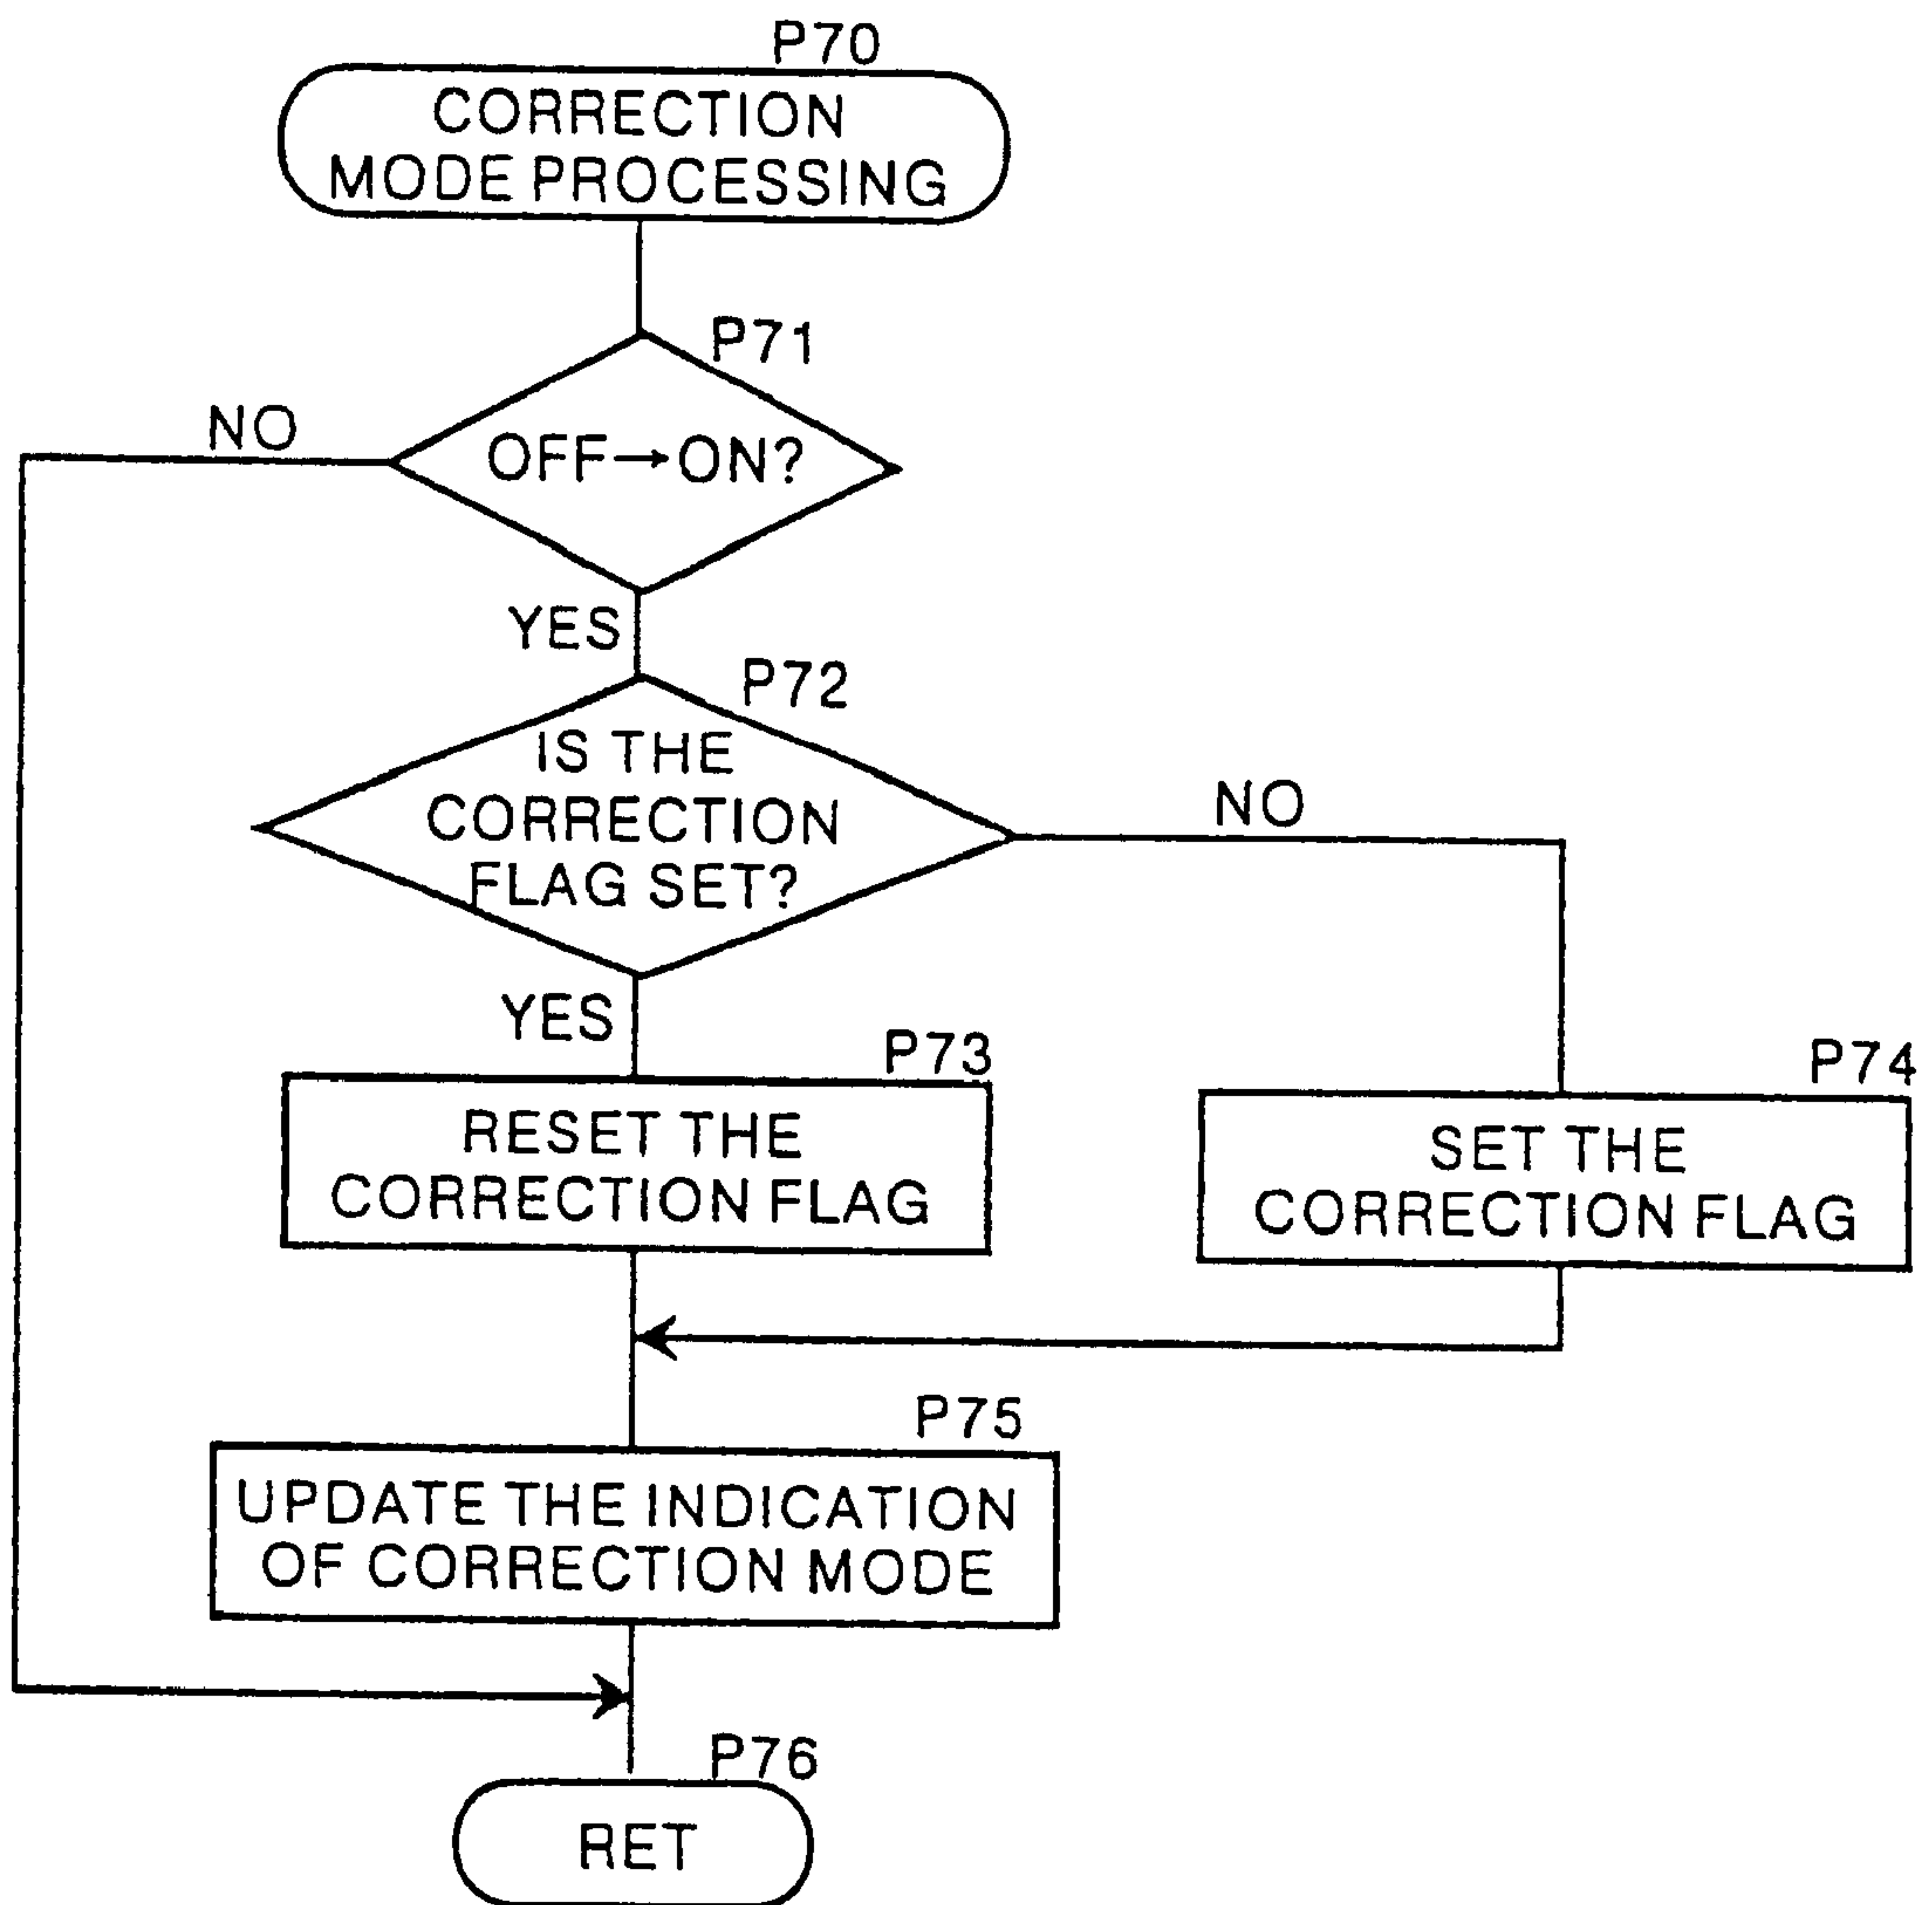 P70
CORRECTION
MODE PROCESSING
P71
NO
OFF→ON?
YES
P72
IS THE
CORRECTION
FLAG SET?
NO
YES
P73
RESET THE
CORRECTION FLAG
P74
SET THE
CORRECTION FLAG
P75
UPDATE THE INDICATION
OF CORRECTION MODE
P76
RET